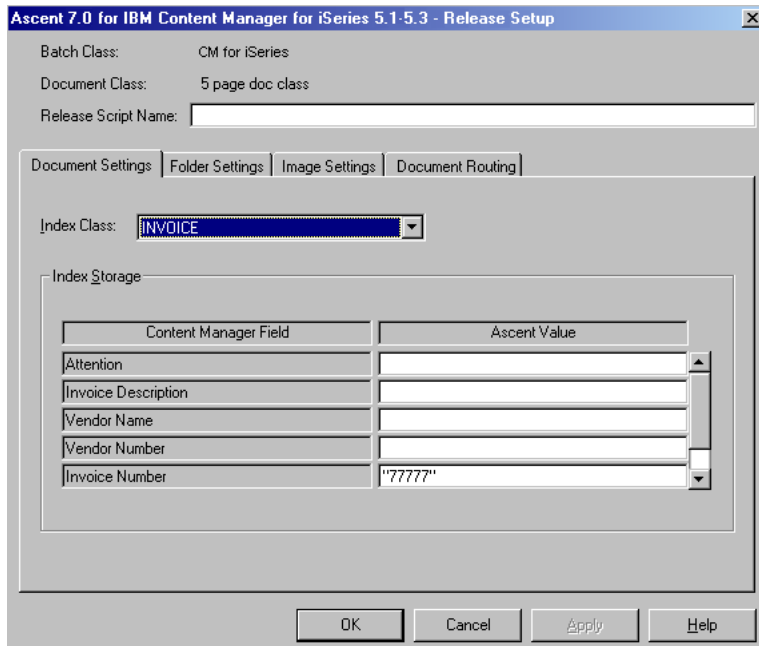 Ascent 7.0 for IBM Content Manager for iSeries 5.1-5.3 - Release Setup
Batch Class: CM for iSeries
Document Class: 5 page doc class
Release Script Name:
Document Settings Folder Settings Image Settings Document Routing
Index Class: INVOICE
Index Storage
Content Manager Field Ascent Value
Attention
Invoice Description
Vendor Name
Vendor Number
Invoice Number "77777"
OK Cancel Apply Help